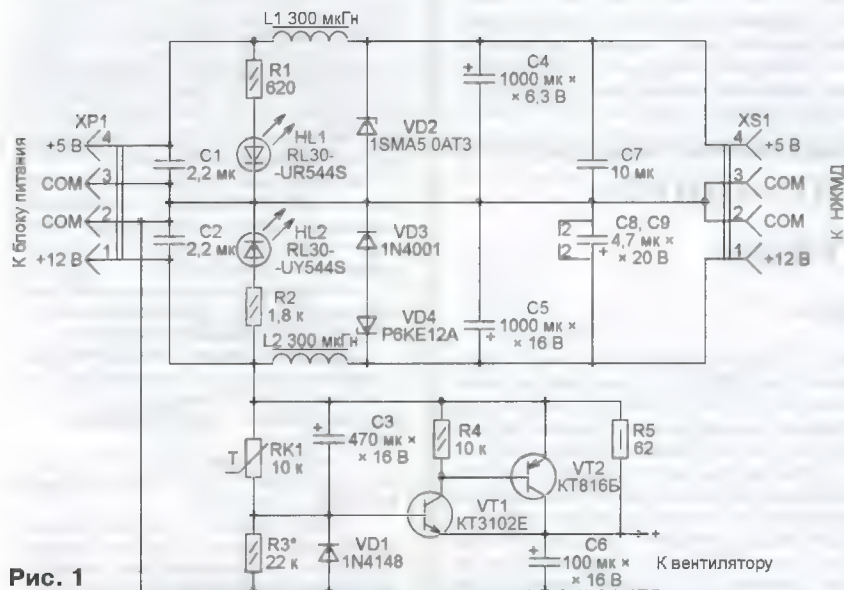 L1 300 мкГн
R1
620
C4
1000 мк ×
× 6,3 В
XP1
4
+5 В
3
COM
2
COM
1
+12 В
К блоку питания
C1
2,2 мк
HL1
RL30-
-UR544S
VD2
1SMA5 0AT3
C7
10 мк
XS1
4
+5 В
3
COM
2
COM
1
+12 В
К НЖМД
C2
2,2 мк
HL2
RL30-
-UY544S
VD3
1N4001
2
2
C8, C9
4,7 мк ×
× 20 В
R2
1,8 к
VD4
P6KE12A
C5
1000 мк ×
× 16 В
L2 300 мкГн
T
RK1
10 к
C3
470 мк ×
× 16 В
R4
10 к
R5
62
VT2
КТ816Б
VT1
КТ3102Е
R3*
22 к
VD1
1N4148
C6
100 мк ×
× 16 В
К вентилятору
Рис. 1